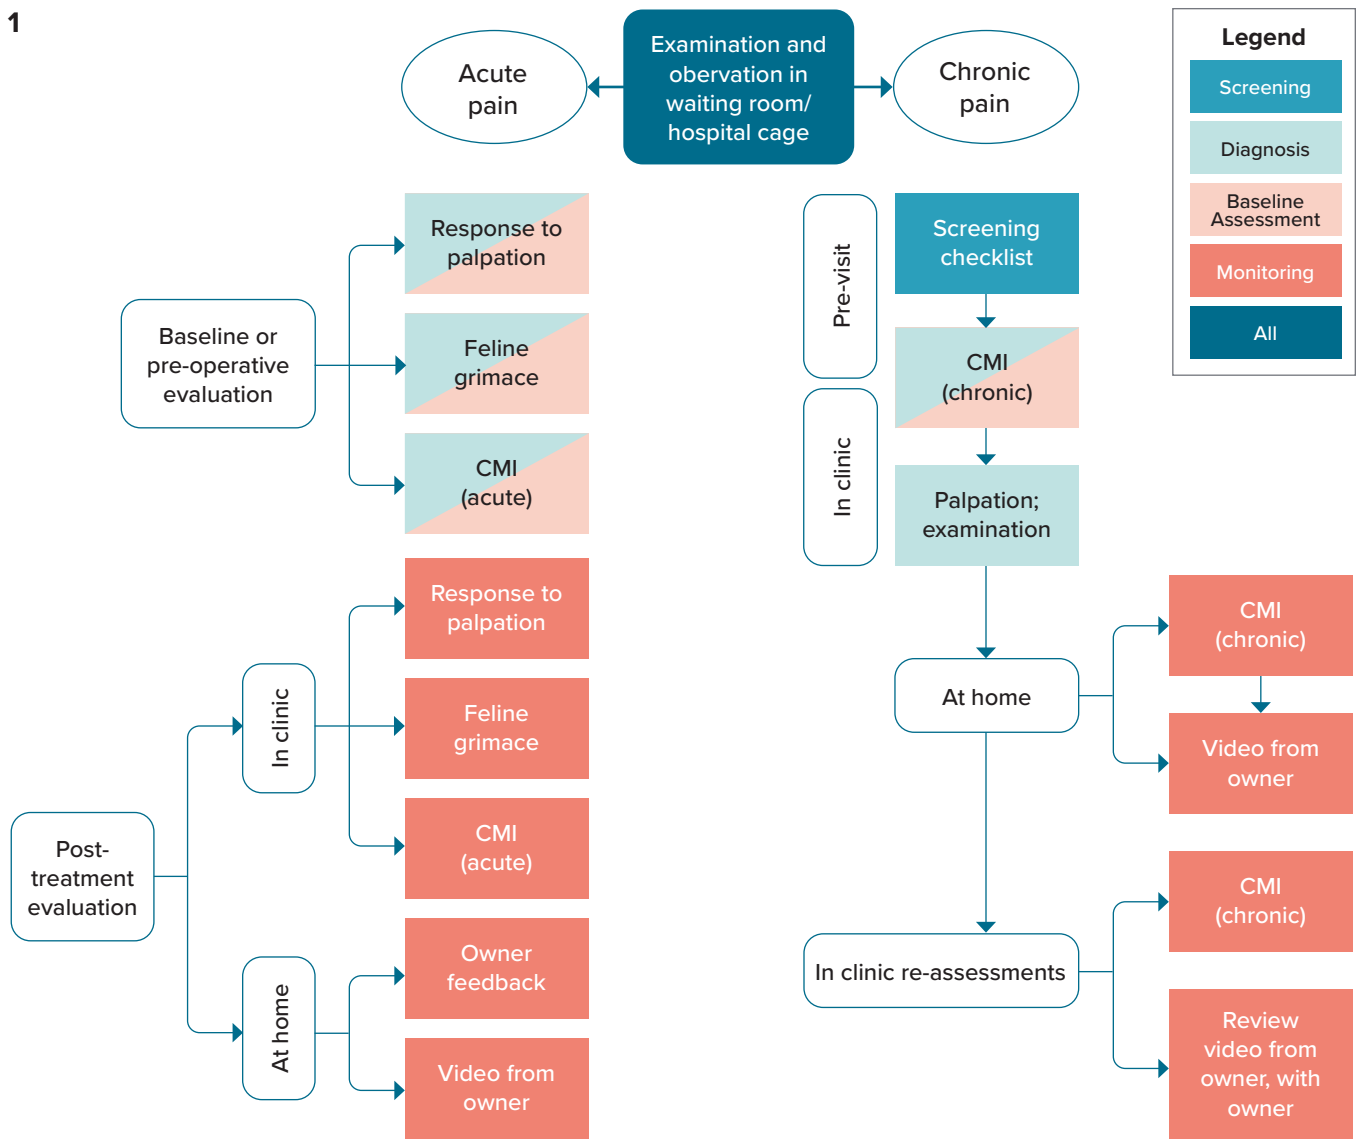 1
Acute
pain
Examination and
obervation in
waiting room/
hospital cage
Chronic
pain
Legend
Screening
Diagnosis
Baseline
Assessment
Monitoring
All
Baseline or
pre-operative
evaluation
Response to
palpation
Feline
grimace
CMI
(acute)
Post-
treatment
evaluation
In clinic
Response to
palpation
Feline
grimace
CMI
(acute)
At home
Owner
feedback
Video from
owner
Pre-visit
Screening
checklist
CMI
(chronic)
In clinic
Palpation;
examination
At home
CMI
(chronic)
Video from
owner
In clinic re-assessments
CMI
(chronic)
Review
video from
owner, with
owner